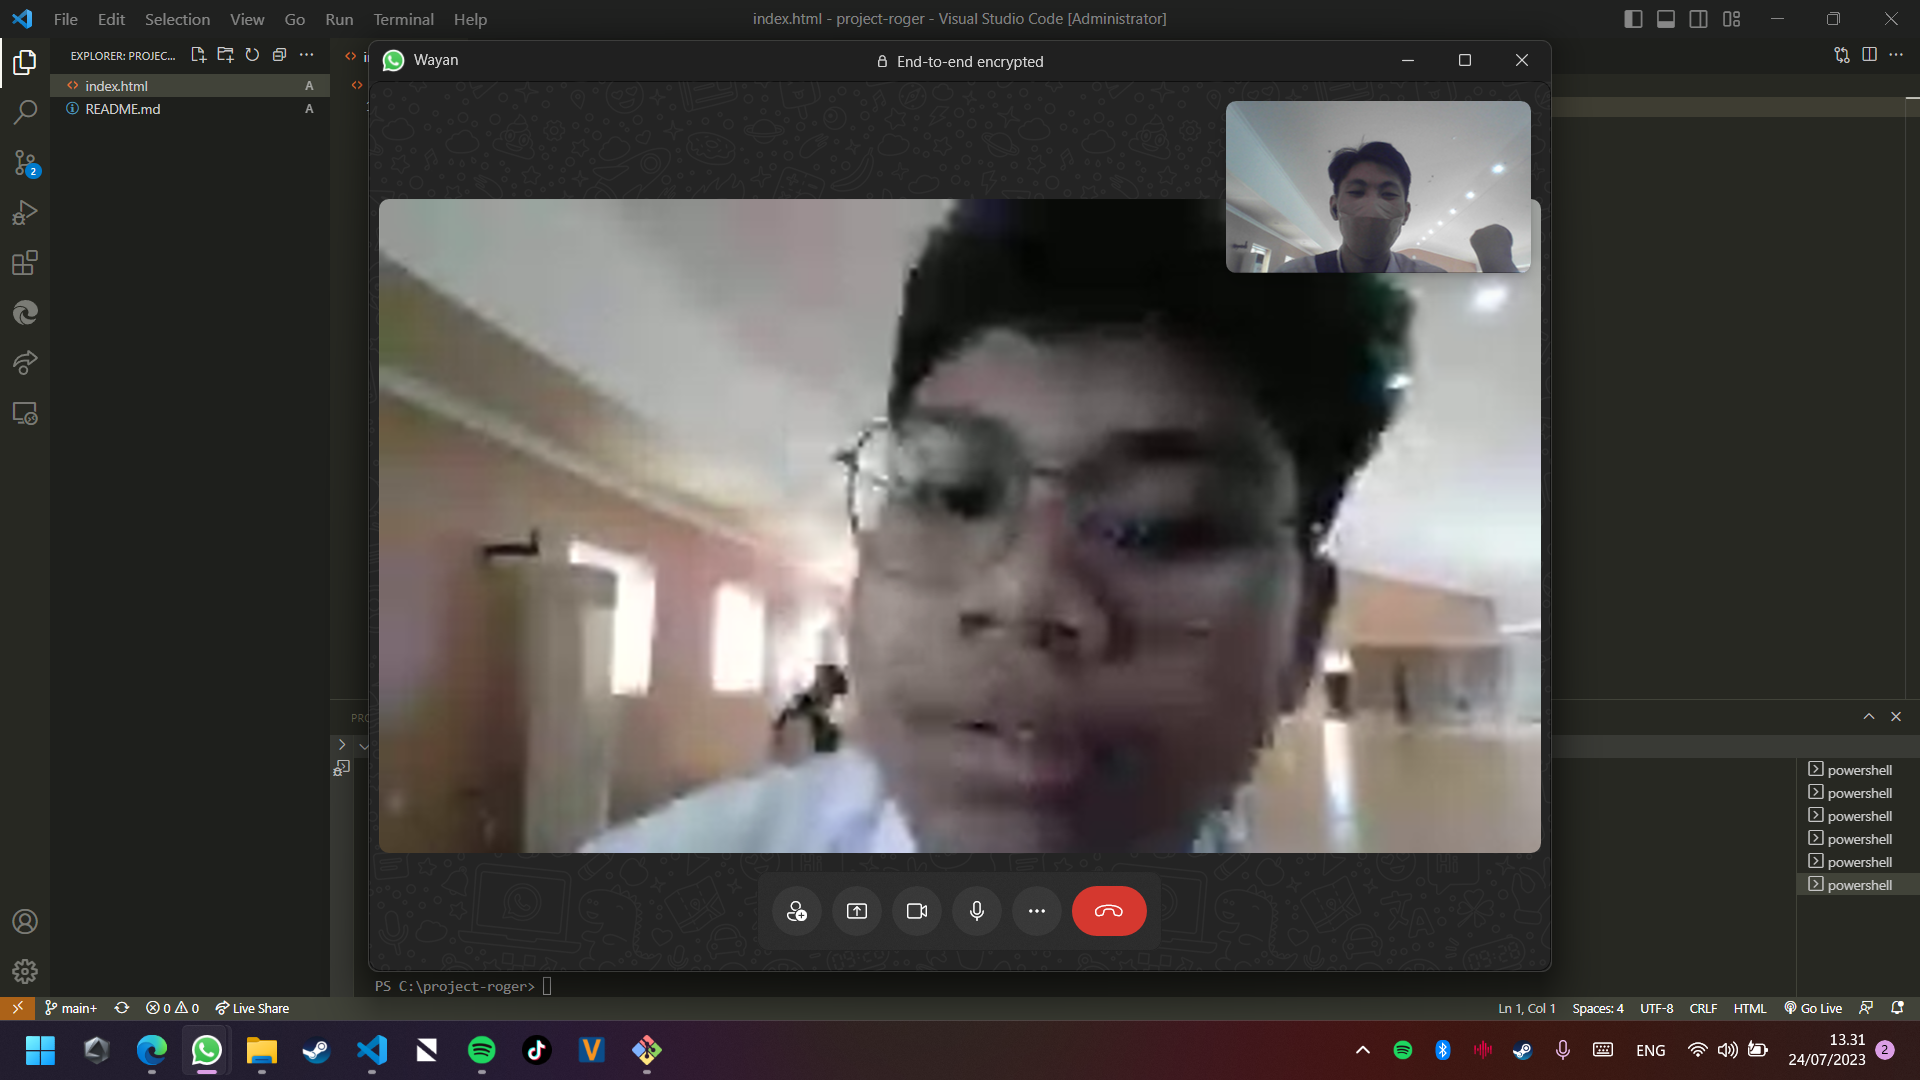 File Edit Selection View Go Run Terminal Help
index.html - project-roger - Visual Studio Code [Administrator]
EXPLORER: PROJEC...
index.html A
README.md A
2
Wayan
End-to-end encrypted
powershell
powershell
powershell
powershell
powershell
powershell
PS C:\project-roger>
main+ 0 0 Live Share
Ln 1, Col 1 Spaces: 4 UTF-8 CRLF HTML Go Live
ENG
13.31
24/07/2023
2